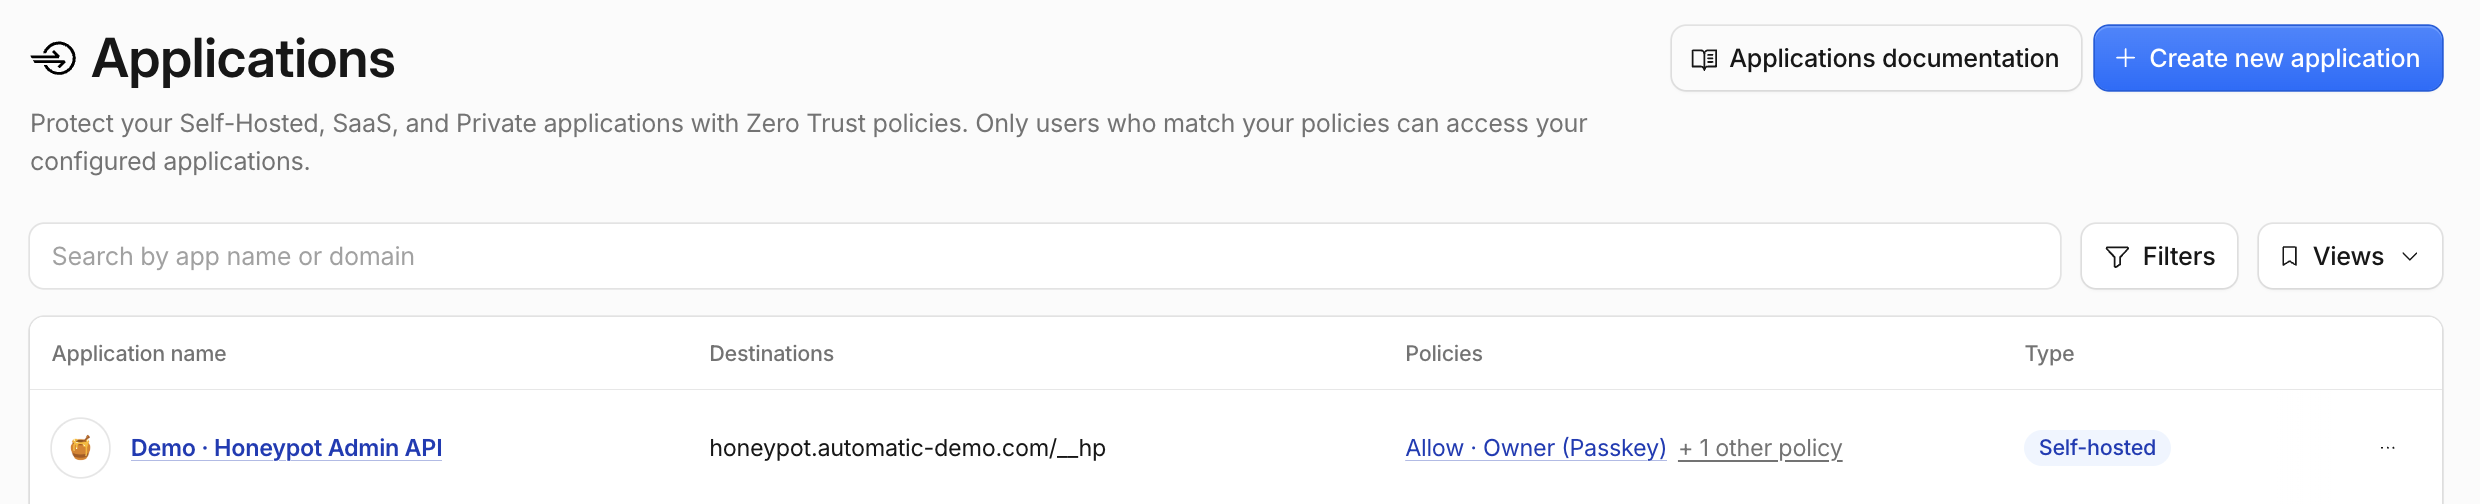 Applications
Applications documentation
Create new application
Protect your Self-Hosted, SaaS, and Private applications with Zero Trust policies. Only users who match your policies can access your
configured applications.
Search by app name or domain
Filters
Views
Application name Destinations Policies Type
Demo · Honeypot Admin API honeypot.automatic-demo.com/__hp Allow · Owner (Passkey) + 1 other policy Self-hosted ...